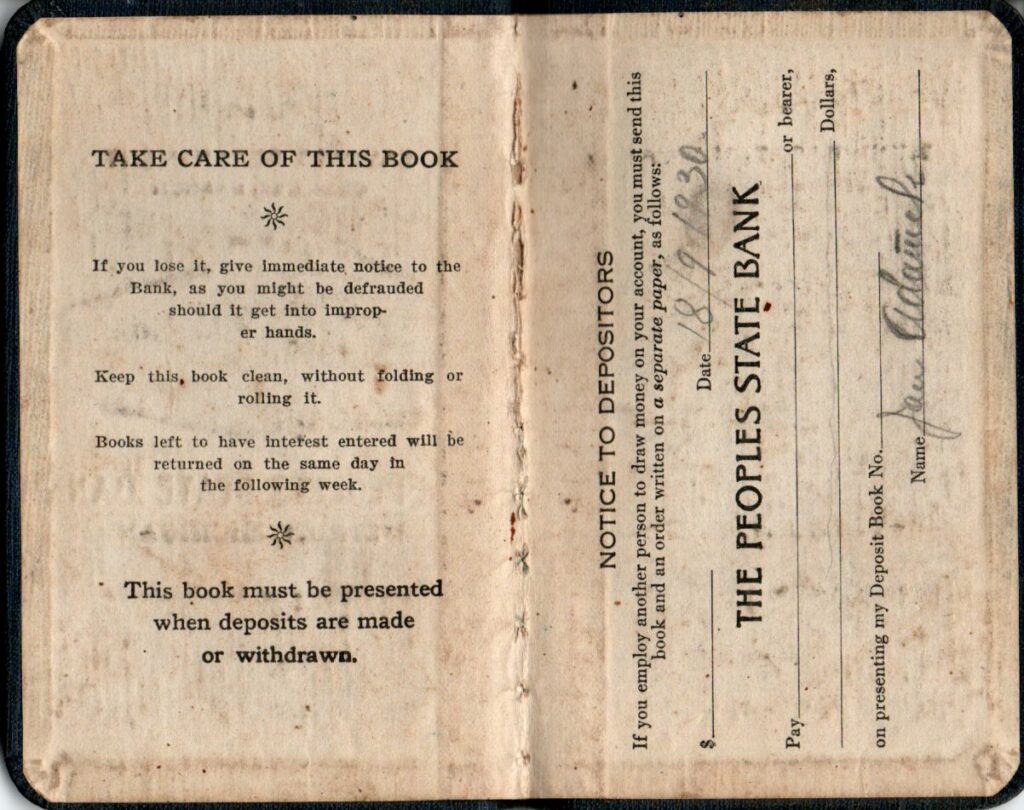 TAKE CARE OF THIS BOOK
If you lose it, give immediate notice to the
Bank, as you might be defrauded
should it get into improp-
er hands.
Keep this book clean, without folding or
rolling it.
Books left to have interest entered will be
returned on the same day in
the following week.
This book must be presented
when deposits are made
or withdrawn.
NOTICE TO DEPOSITORS
If you employ another person to draw money on your account, you must send this
book and an order written on a separate paper, as follows:
$ Date 18/9-1930
THE PEOPLES STATE BANK
Pay or bearer,
Dollars,
on presenting my Deposit Book No.
Name